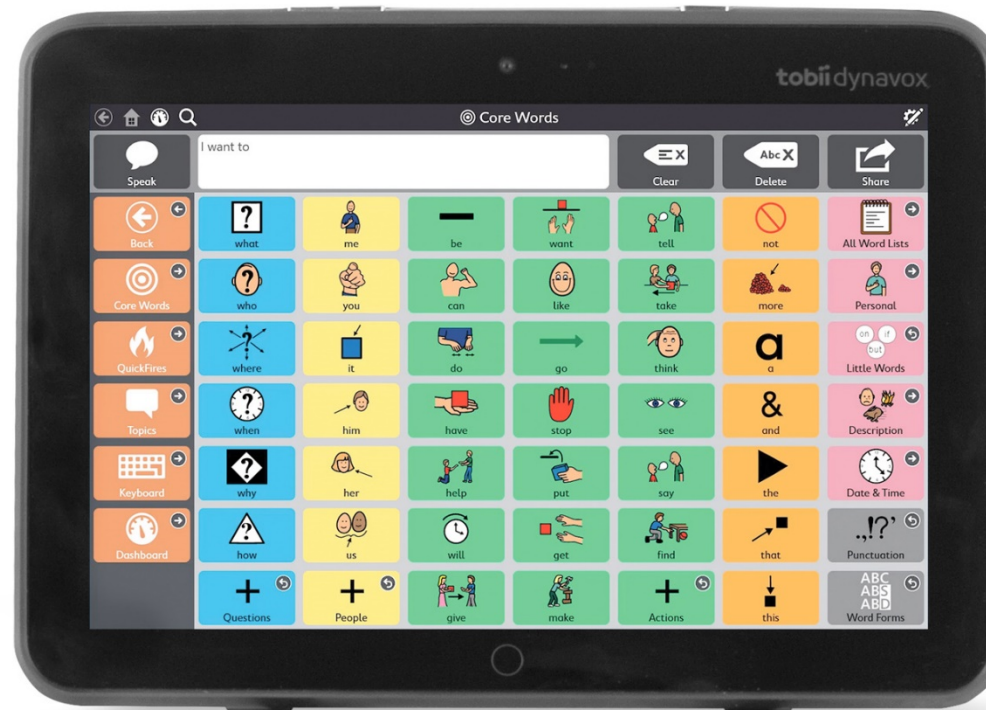 tobii dynavox
Core Words
I want to
Speak
Abc
Clear
Delete
Share
Back
what
me
be
want
tell
not
All Word Lists
Core Words
who
you
can
like
take
more
Personal
on if
but
QuickFires
where
it
do
go
think
a
a
Little Words
Topics
when
him
have
stop
see
&
and
Description
Keyboard
why
her
help
put
say
the
Date & Time
Dashboard
how
us
will
get
find
that
.,!?’
Punctuation
Questions
People
give
make
Actions
this
ABC
ABS
ABD
Word Forms